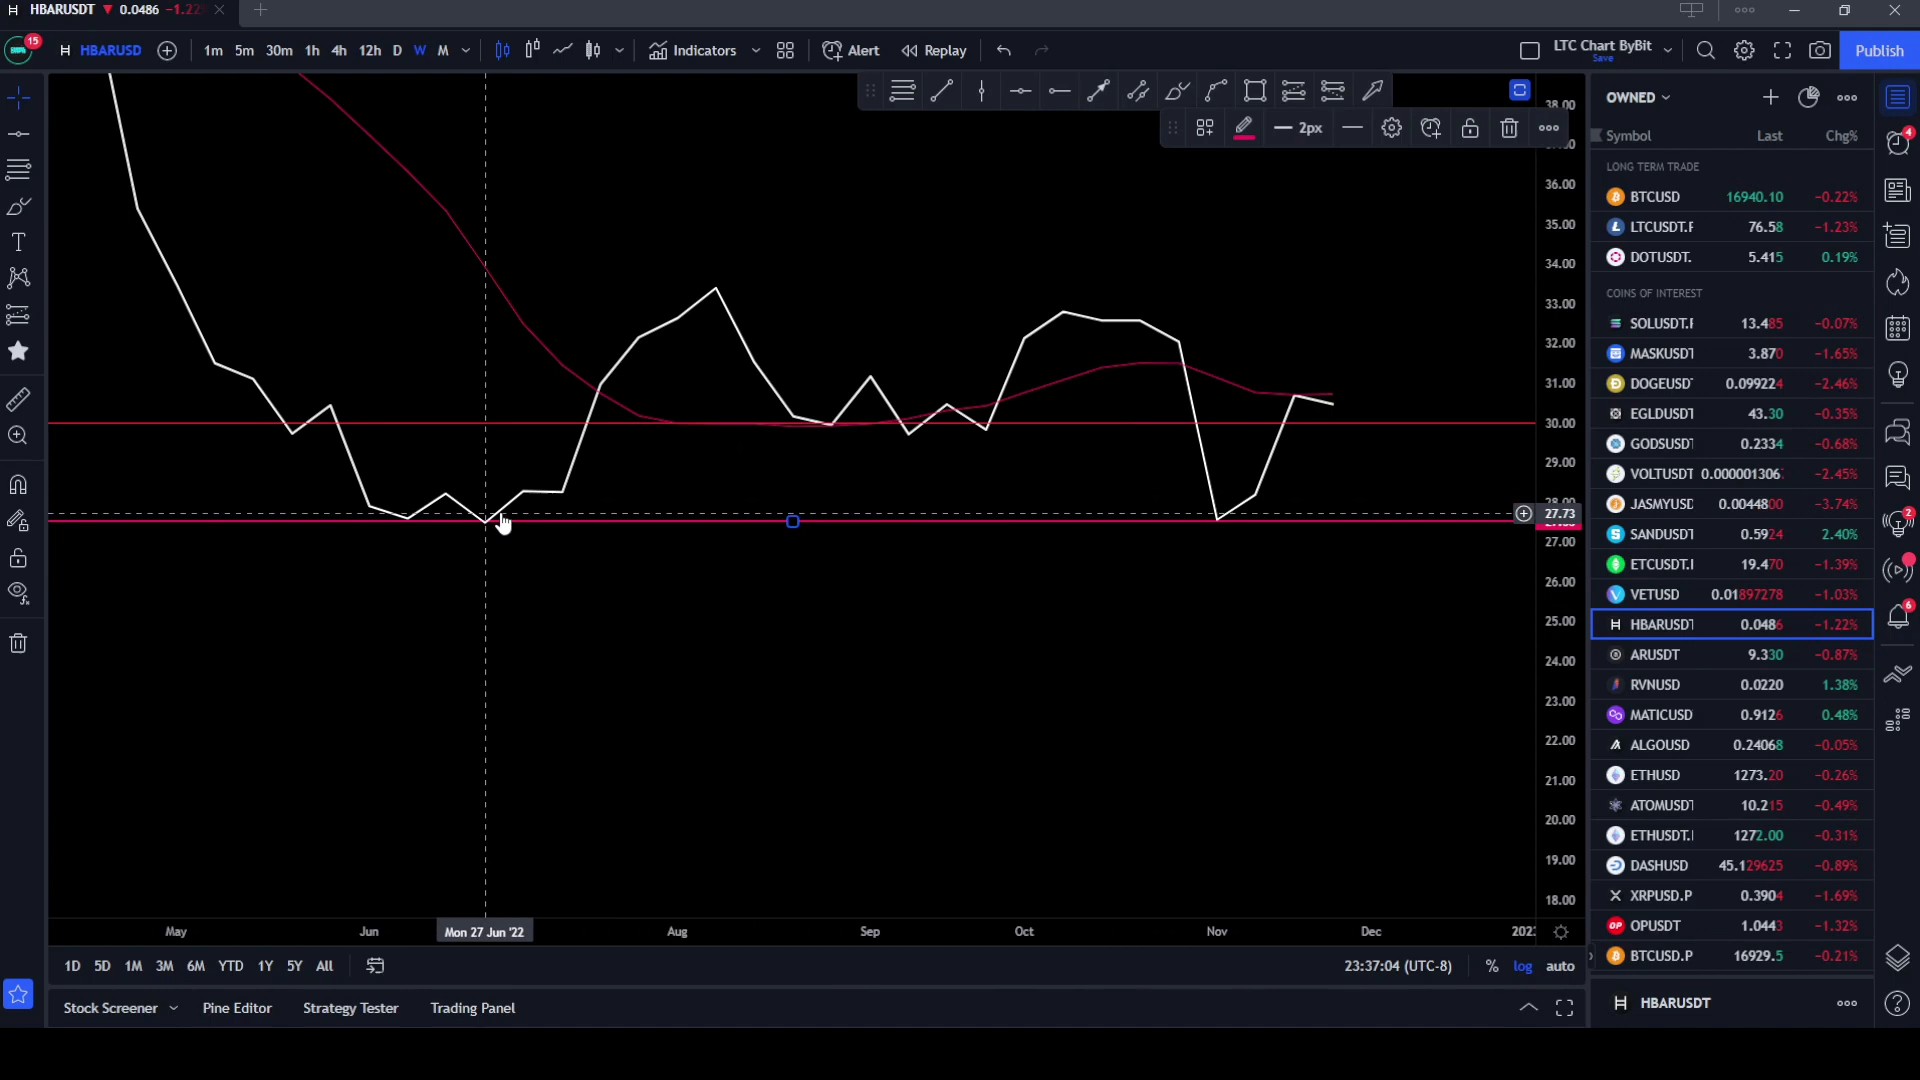 HBARUSDT ▼ 0.0486 −1.22
15
HBARUSD 1m 5m 30m 1h 4h 12h D W M Indicators Alert Replay LTC Chart ByBit Save Publish
2px
38.00
36.00
35.00
34.00
33.00
32.00
31.00
30.00
29.00
28.00
27.73
27.00
26.00
25.00
24.00
23.00
22.00
21.00
20.00
19.00
18.00
May Jun Mon 27 Jun '22 Aug Sep Oct Nov Dec 202
1D 5D 1M 3M 6M YTD 1Y 5Y All 23:37:04 (UTC-8) % log auto
Stock Screener Pine Editor Strategy Tester Trading Panel
OWNED
Symbol Last Chg%
LONG TERM TRADE
BTCUSD 16940.10 −0.22%
LTCUSDT.F 76.58 −1.23%
DOTUSDT. 5.415 0.19%
COINS OF INTEREST
SOLUSDT.F 13.485 −0.07%
MASKUSDT 3.870 −1.65%
DOGEUSDT 0.099224 −2.46%
EGLDUSDT 43.30 −0.35%
GODSUSDT 0.2334 −0.68%
VOLTUSDT 0.000001306 −2.45%
JASMYUSD 0.0044800 −3.74%
SANDUSDT 0.5924 2.40%
ETCUSDT.I 19.470 −1.39%
VETUSD 0.01897278 −1.03%
HBARUSDT 0.0486 −1.22%
ARUSDT 9.330 −0.87%
RVNUSD 0.0220 1.38%
MATICUSD 0.9126 0.48%
ALGOUSD 0.24068 −0.05%
ETHUSD 1273.20 −0.26%
ATOMUSDT 10.215 −0.49%
ETHUSDT. 1272.00 −0.31%
DASHUSD 45.129625 −0.89%
XRPUSD.P 0.3904 −1.69%
OPUSDT 1.0443 −1.32%
BTCUSD.P 16929.5 −0.21%
HBARUSDT
4
2
6